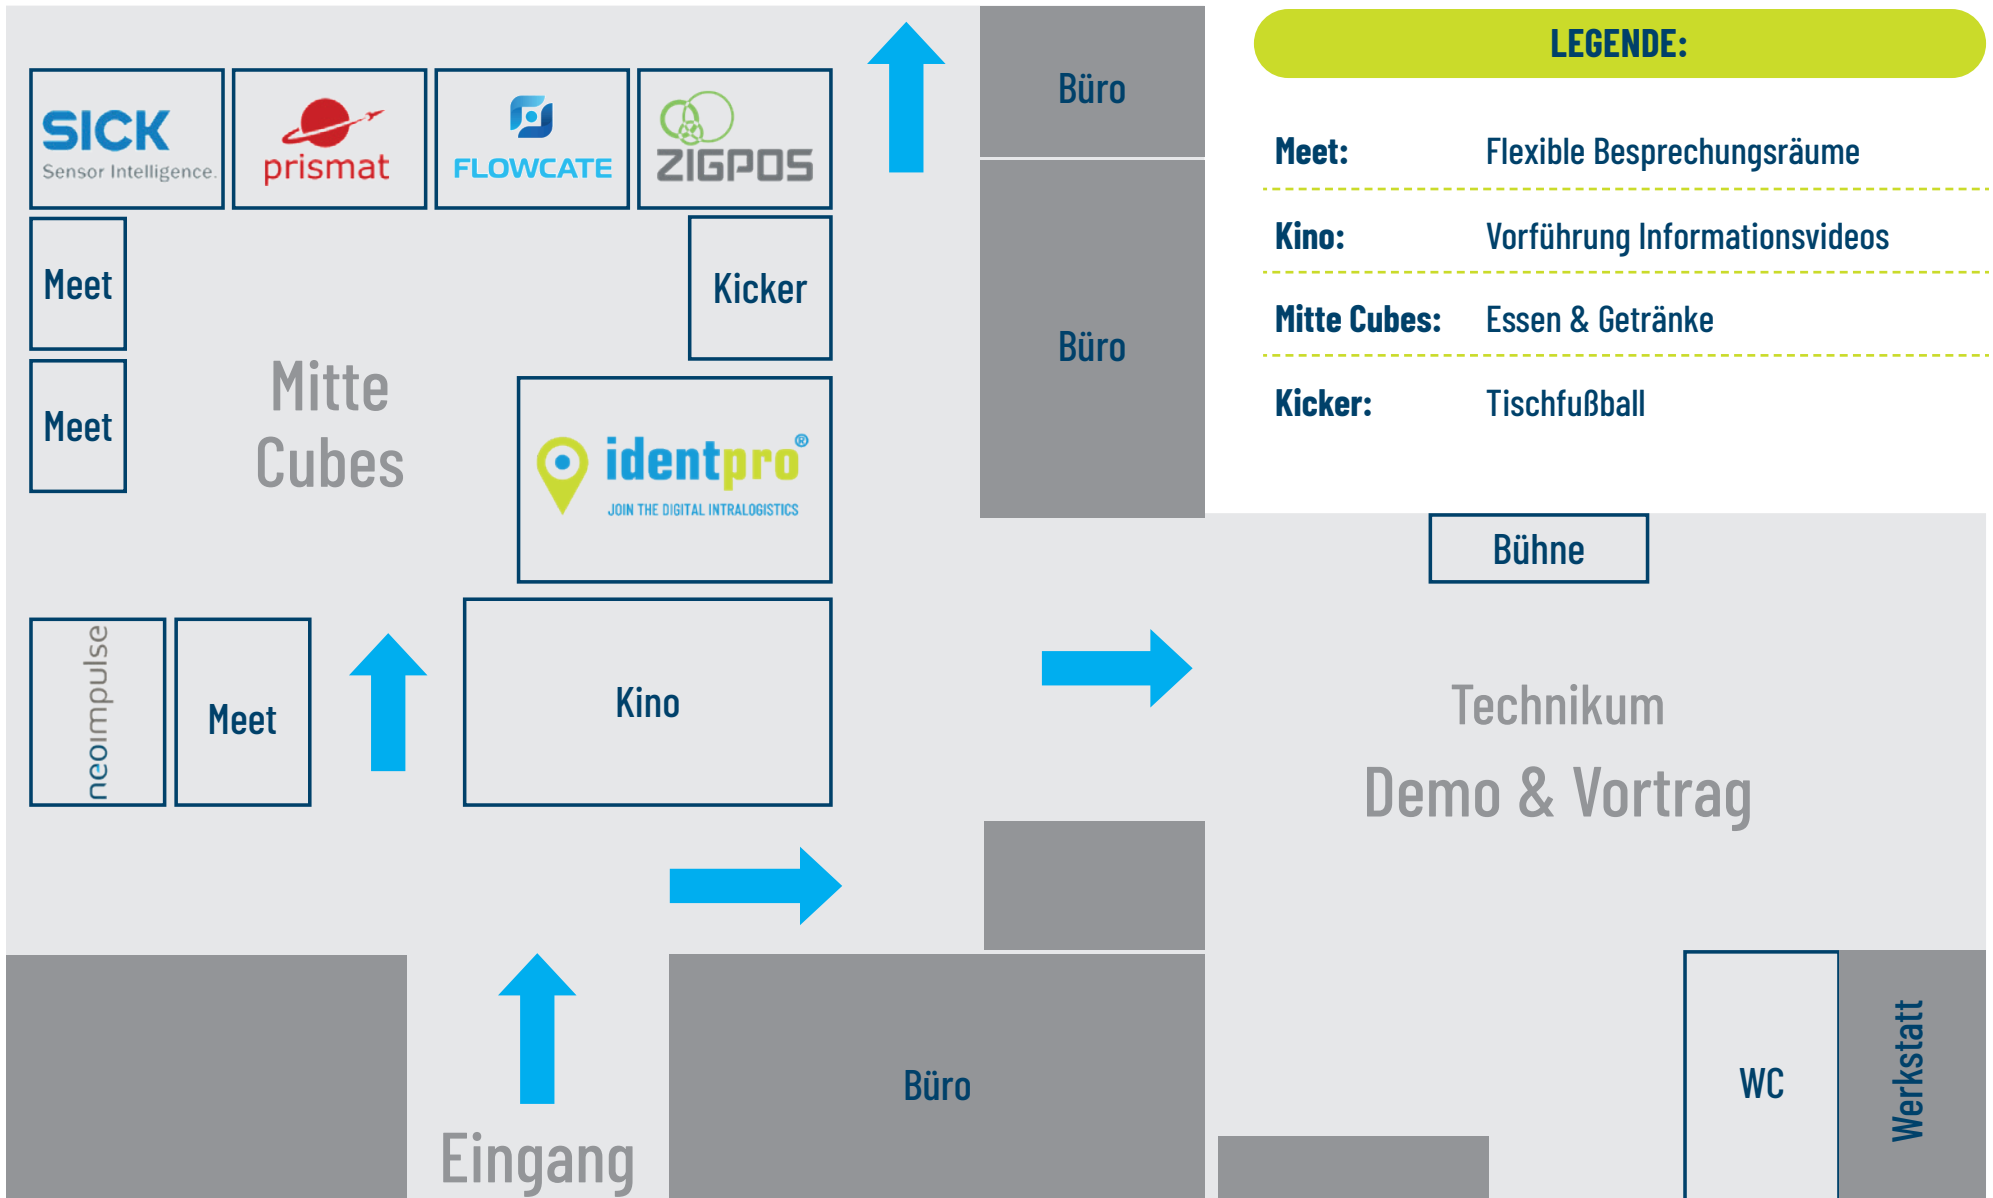 LEGENDE:
Meet: Flexible Besprechungsräume
Kino: Vorführung Informationsvideos
Mitte Cubes: Essen & Getränke
Kicker: Tischfußball
SICK
Sensor Intelligence.
prismat
FLOWCATE
ZIGPOS
Büro
Meet
Kicker
Büro
Meet
Mitte
Cubes
identpro®
JOIN THE DIGITAL INTRALOGISTICS
Bühne
neoimpulse
Meet
Kino
Technikum
Demo & Vortrag
Büro
WC
Werkstatt
Eingang